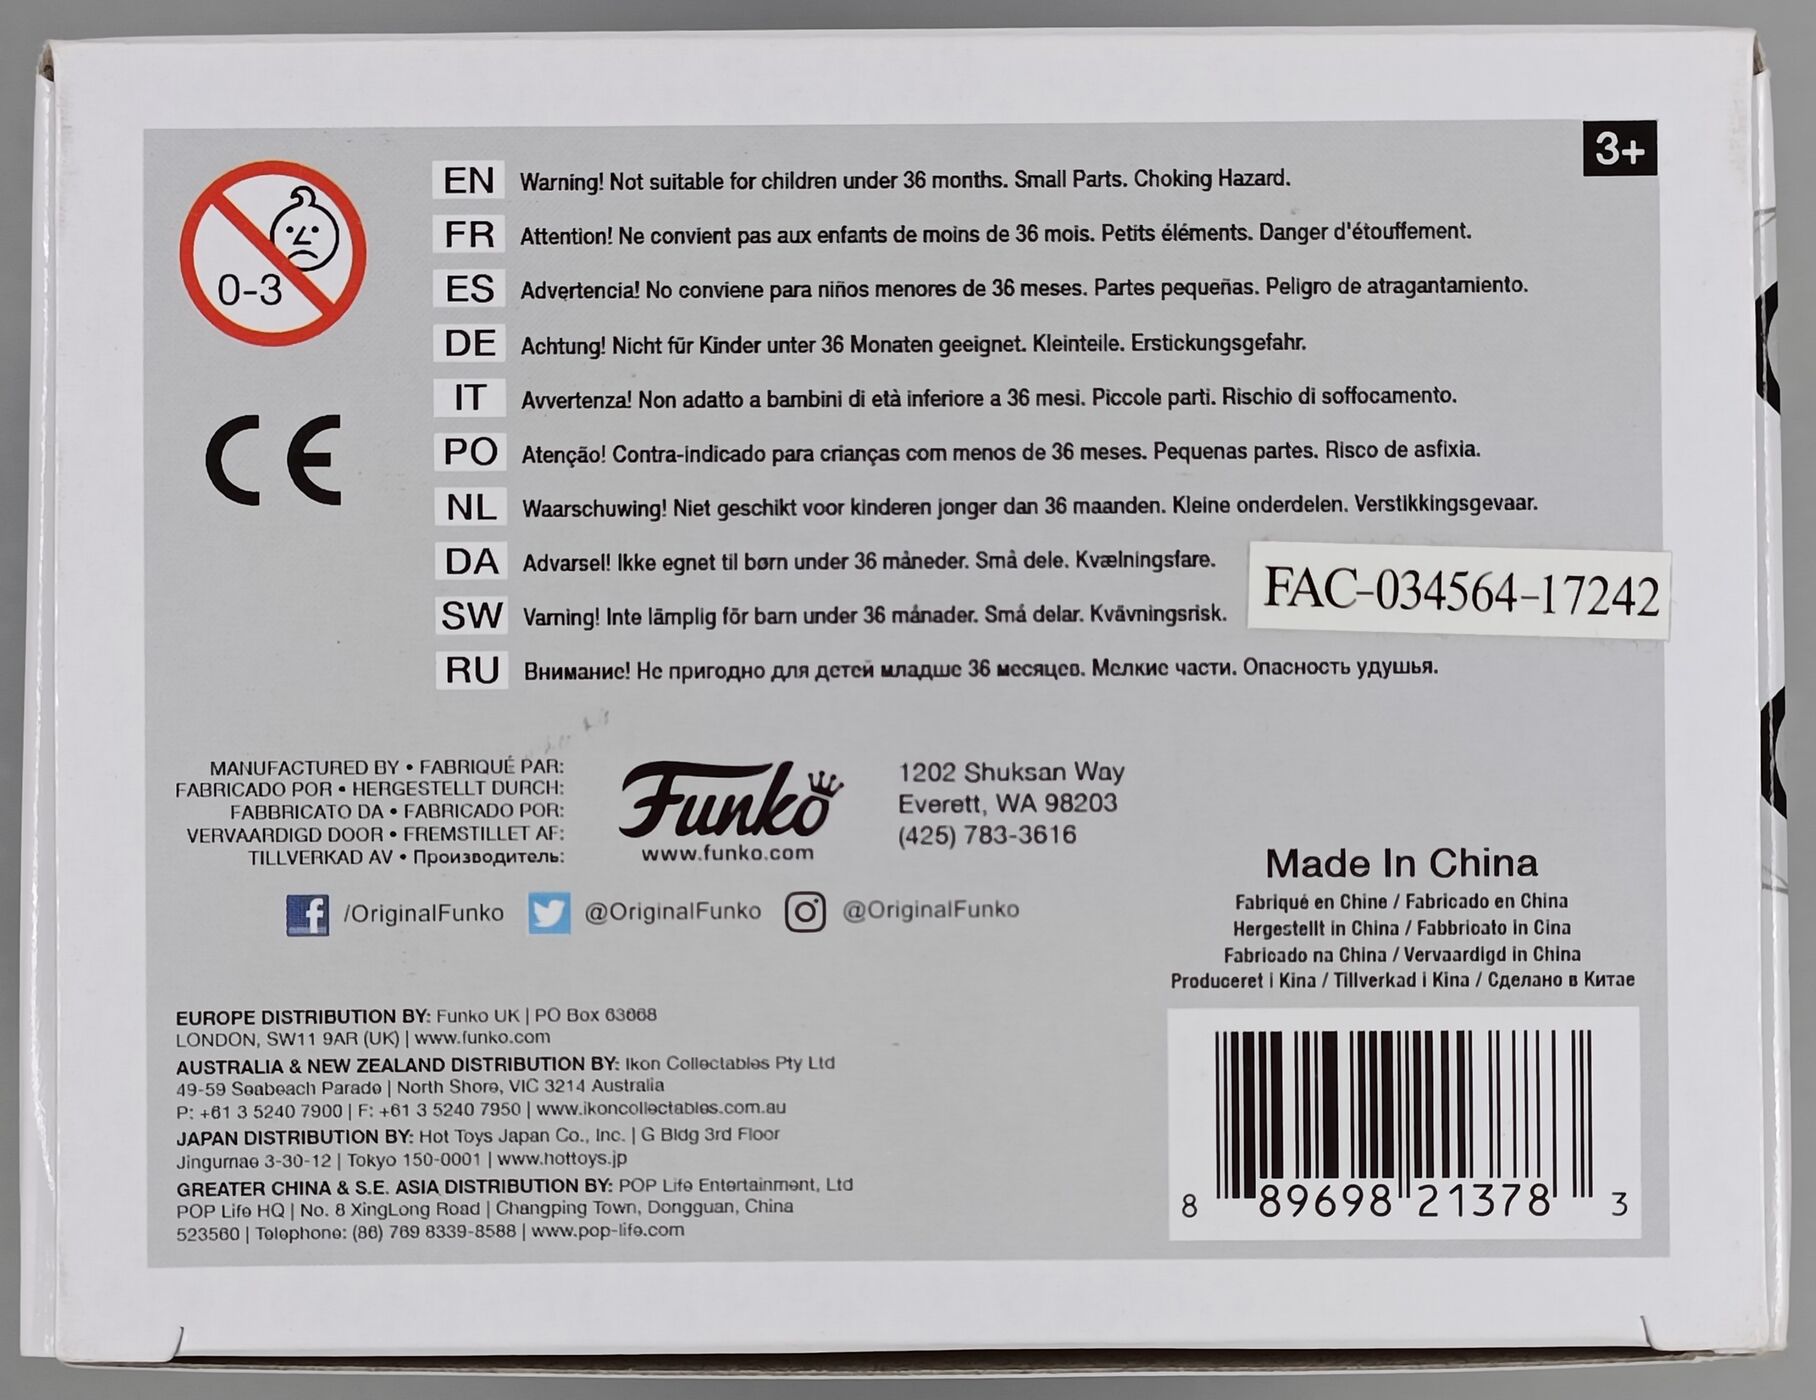 3+
0-3
EN Warning! Not suitable for children under 36 months. Small Parts. Choking Hazard.
FR Attention! Ne convient pas aux enfants de moins de 36 mois. Petits éléments. Danger d'étouffement.
ES Advertencia! No conviene para niños menores de 36 meses. Partes pequeñas. Peligro de atragantamiento.
DE Achtung! Nicht für Kinder unter 36 Monaten geeignet. Kleinteile. Erstickungsgefahr.
IT Avvertenza! Non adatto a bambini di età inferiore a 36 mesi. Piccole parti. Rischio di soffocamento.
CE
PO Atenção! Contra-indicado para crianças com menos de 36 meses. Pequenas partes. Risco de asfixia.
NL Waarschuwing! Niet geschikt voor kinderen jonger dan 36 maanden. Kleine onderdelen. Verstikkingsgevaar.
DA Advarsel! Ikke egnet til børn under 36 måneder. Små dele. Kvælningsfare.
FAC-034564-17242
SW Varning! Inte lämplig för barn under 36 månader. Små delar. Kvävningsrisk.
RU Внимание! Не пригодно для детей младше 36 месяцев. Мелкие части. Опасность удушья.
MANUFACTURED BY • FABRIQUÉ PAR:
FABRICADO POR • HERGESTELLT DURCH:
FABBRICATO DA • FABRICADO POR:
VERVAARDIGD DOOR • FREMSTILLET AF:
TILLVERKAD AV • Производитель:
Funko
www.funko.com
1202 Shuksan Way
Everett, WA 98203
(425) 783-3616
f /OriginalFunko @OriginalFunko @OriginalFunko
Made In China
Fabriqué en Chine / Fabricado en China
Hergestellt in China / Fabbricato in Cina
Fabricado na China / Vervaardigd in China
Produceret i Kina / Tillverkad i Kina / Сделано в Китае
EUROPE DISTRIBUTION BY: Funko UK | PO Box 63668
LONDON, SW11 9AR (UK) | www.funko.com
AUSTRALIA & NEW ZEALAND DISTRIBUTION BY: Ikon Collectables Pty Ltd
49-59 Seabeach Parade | North Shore, VIC 3214 Australia
P: +61 3 5240 7900 | F: +61 3 5240 7950 | www.ikoncollectables.com.au
JAPAN DISTRIBUTION BY: Hot Toys Japan Co., Inc. | G Bldg 3rd Floor
Jingumae 3-30-12 | Tokyo 150-0001 | www.hottoys.jp
GREATER CHINA & S.E. ASIA DISTRIBUTION BY: POP Life Entertainment, Ltd
POP Life HQ | No. 8 XingLong Road | Changping Town, Dongguan, China
523560 | Telephone: (86) 769 8339-8588 | www.pop-life.com
8 89698 21378 3